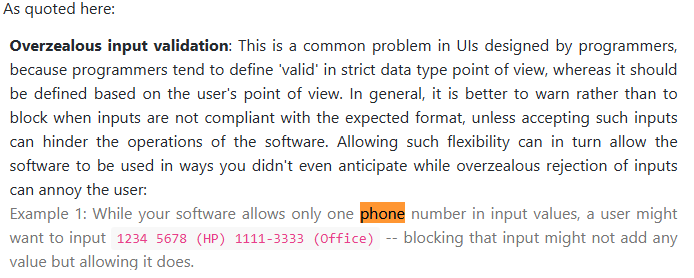 As quoted here:
Overzealous input validation: This is a common problem in UIs designed by programmers,
because programmers tend to define 'valid' in strict data type point of view, whereas it should
be defined based on the user's point of view. In general, it is better to warn rather than to
block when inputs are not compliant with the expected format, unless accepting such inputs
can hinder the operations of the software. Allowing such flexibility can in turn allow the
software to be used in ways you didn't even anticipate while overzealous rejection of inputs
can annoy the user:
Example 1: While your software allows only one phone number in input values, a user might
want to input 1234 5678 (HP) 1111-3333 (Office) -- blocking that input might not add any
value but allowing it does.